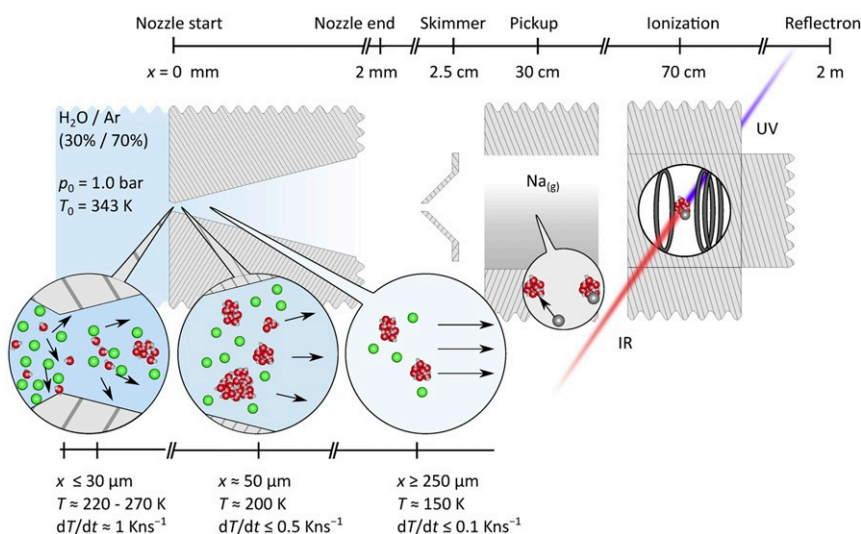 Nozzle start Nozzle end Skimmer Pickup Ionization Reflectron
x = 0 mm 2 mm 2.5 cm 30 cm 70 cm 2 m
H₂O / Ar
(30% / 70%)
p₀ = 1.0 bar
T₀ = 343 K
Na(g)
UV
IR
x ≤ 30 μm
T ≈ 220 - 270 K
dT/dt ≈ 1 Kns⁻¹
x ≈ 50 μm
T ≈ 200 K
dT/dt ≤ 0.5 Kns⁻¹
x ≥ 250 μm
T ≈ 150 K
dT/dt ≤ 0.1 Kns⁻¹